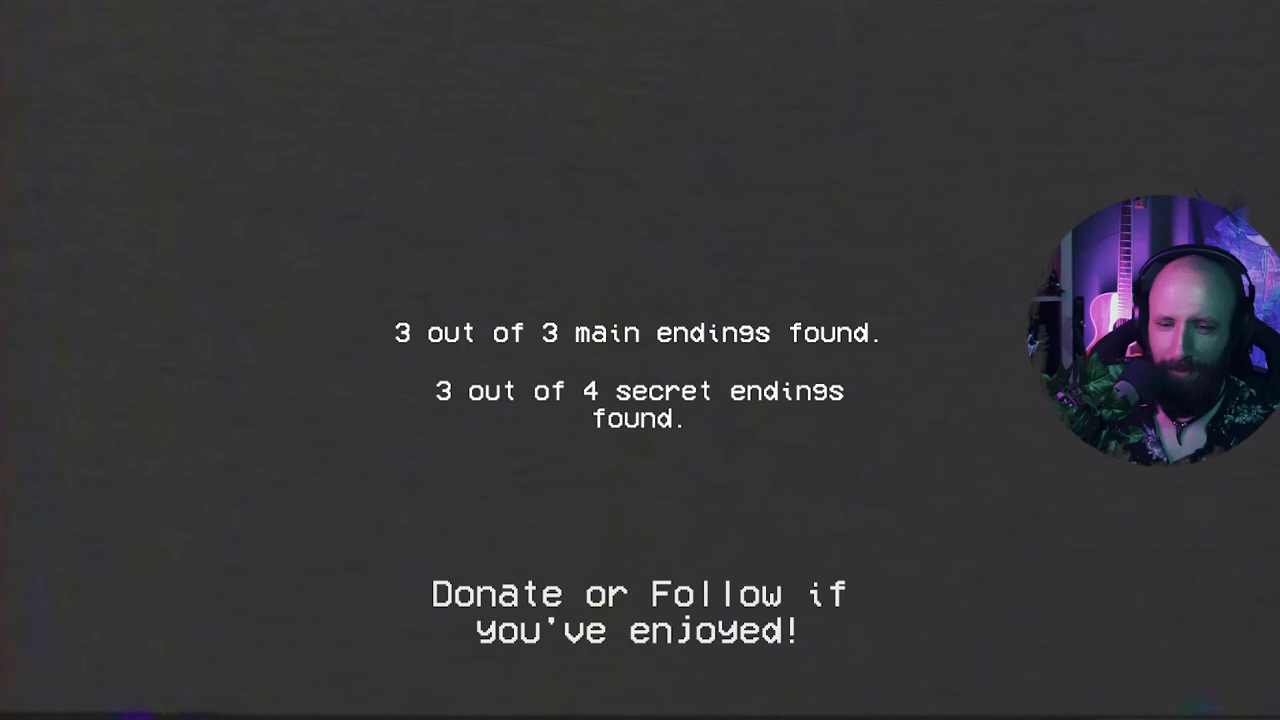 3 out of 3 main endings found.
3 out of 4 secret endings
found.
Donate or Follow if
you've enjoyed!